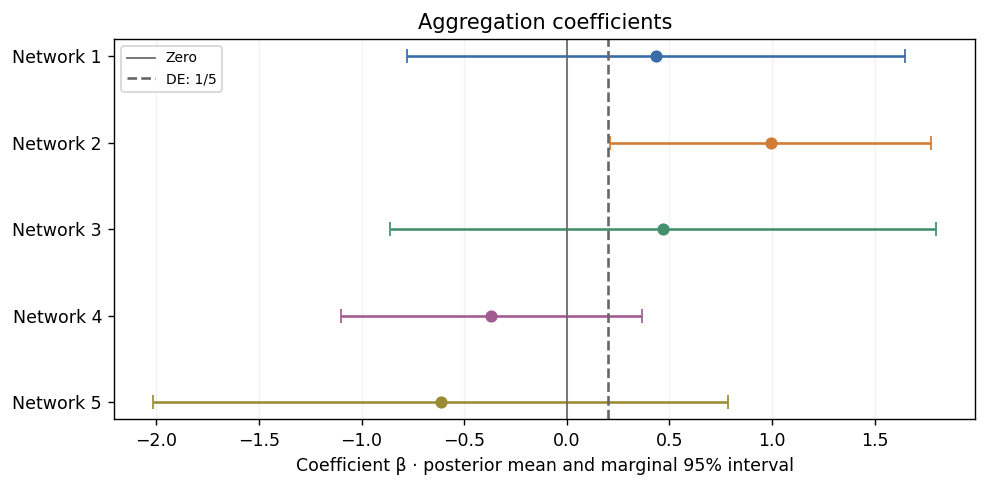 Aggregation coefficients
Zero
DE: 1/5
Network 1
Network 2
Network 3
Network 4
Network 5
−2.0 −1.5 −1.0 −0.5 0.0 0.5 1.0 1.5
Coefficient β · posterior mean and marginal 95% interval